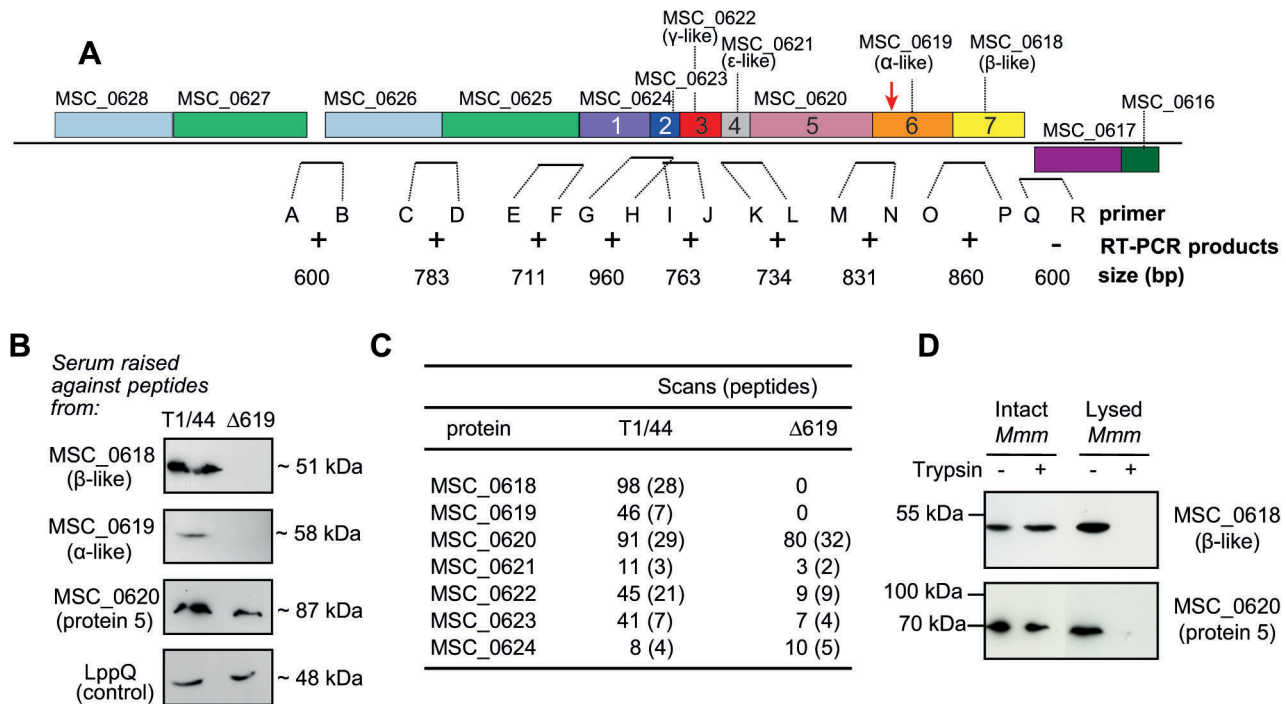 A
MSC_0622
(γ-like)
MSC_0621
(ε-like)
MSC_0619
(α-like)
MSC_0618
(β-like)
MSC_0623
MSC_0628
MSC_0627
MSC_0626
MSC_0625
MSC_0624
MSC_0620
MSC_0616
MSC_0617
1 2 3 4 5 6 7
A B C D E F G H I J K L M N O P Q R primer
+ + + + + + + + - RT-PCR products
600 783 711 960 763 734 831 860 600 size (bp)
B
Serum raised
against peptides
from:
T1/44 Δ619
MSC_0618
(β-like)
~ 51 kDa
MSC_0619
(α-like)
~ 58 kDa
MSC_0620
(protein 5)
~ 87 kDa
LppQ
(control)
~ 48 kDa
C
Scans (peptides)
protein T1/44 Δ619
MSC_0618 98 (28) 0
MSC_0619 46 (7) 0
MSC_0620 91 (29) 80 (32)
MSC_0621 11 (3) 3 (2)
MSC_0622 45 (21) 9 (9)
MSC_0623 41 (7) 7 (4)
MSC_0624 8 (4) 10 (5)
D
Intact Lysed
Mmm Mmm
Trypsin - + - +
55 kDa
MSC_0618
(β-like)
100 kDa
70 kDa
MSC_0620
(protein 5)